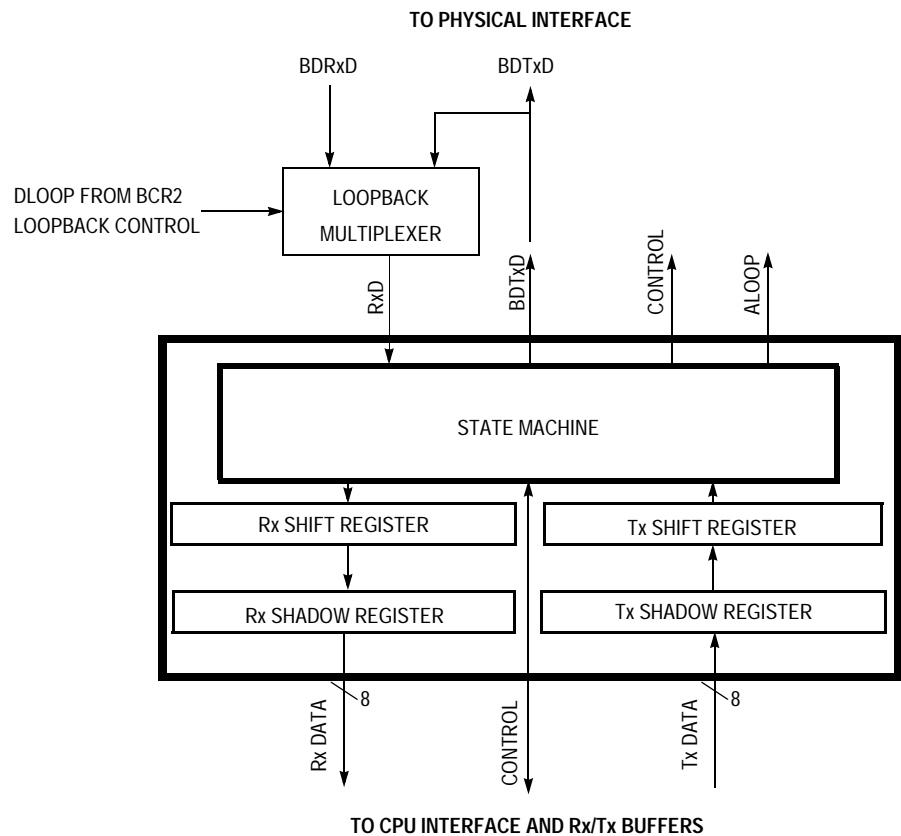 TO PHYSICAL INTERFACE
BDRxD
BDTxD
DLOOP FROM BCR2
LOOPBACK CONTROL
LOOPBACK
MULTIPLEXER
RxD
BDTxD
CONTROL
ALOOP
STATE MACHINE
Rx SHIFT REGISTER
Tx SHIFT REGISTER
Rx SHADOW REGISTER
Tx SHADOW REGISTER
8
8
Rx DATA
CONTROL
Tx DATA
TO CPU INTERFACE AND Rx/Tx BUFFERS